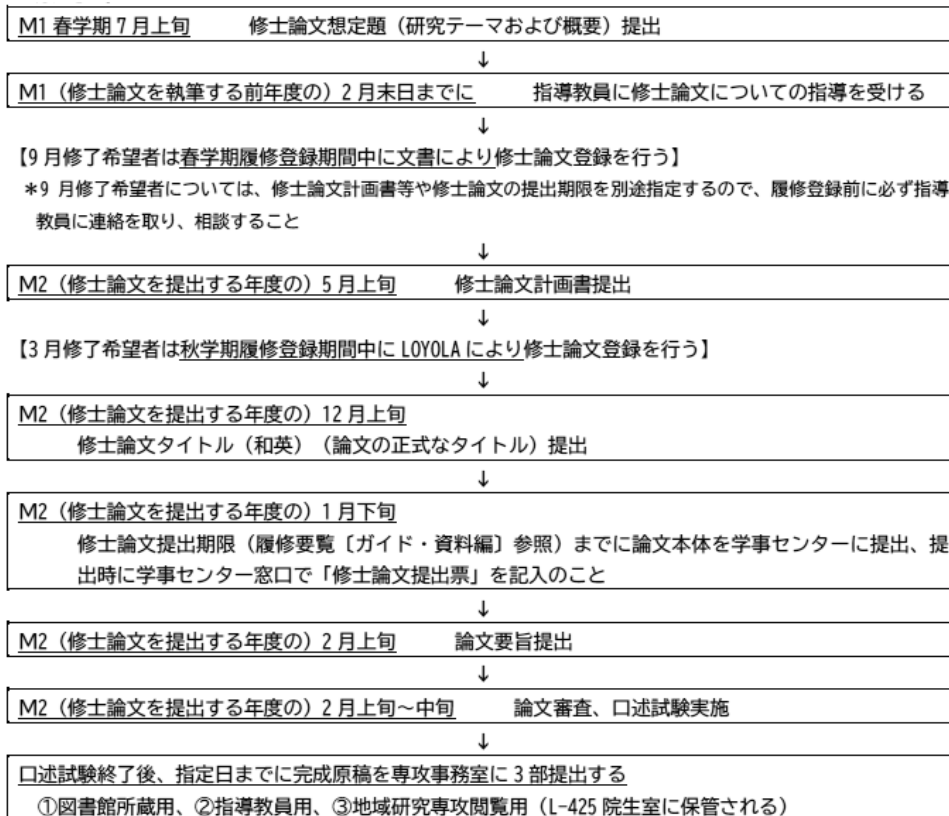 M1 春学期 7 月上旬　　修士論文想定題（研究テーマおよび概要）提出
↓
M1（修士論文を執筆する前年度の）2 月末日までに　　指導教員に修士論文についての指導を受ける
↓
【9 月修了希望者は春学期履修登録期間中に文書により修士論文登録を行う】
＊9 月修了希望者については、修士論文計画書等や修士論文の提出期限を別途指定するので、履修登録前に必ず指導
教員に連絡を取り、相談すること
↓
M2（修士論文を提出する年度の）5 月上旬　　修士論文計画書提出
↓
【3 月修了希望者は秋学期履修登録期間中に LOYOLA により修士論文登録を行う】
↓
M2（修士論文を提出する年度の）12 月上旬
修士論文タイトル（和英）（論文の正式なタイトル）提出
↓
M2（修士論文を提出する年度の）1 月下旬
修士論文提出期限（履修要覧〔ガイド・資料編〕参照）までに論文本体を学事センターに提出、提
出時に学事センター窓口で「修士論文提出票」を記入のこと
↓
M2（修士論文を提出する年度の）2 月上旬　　論文要旨提出
↓
M2（修士論文を提出する年度の）2 月上旬～中旬　　論文審査、口述試験実施
↓
口述試験終了後、指定日までに完成原稿を専攻事務室に 3 部提出する
①図書館所蔵用、②指導教員用、③地域研究専攻閲覧用（L-425 院生室に保管される）